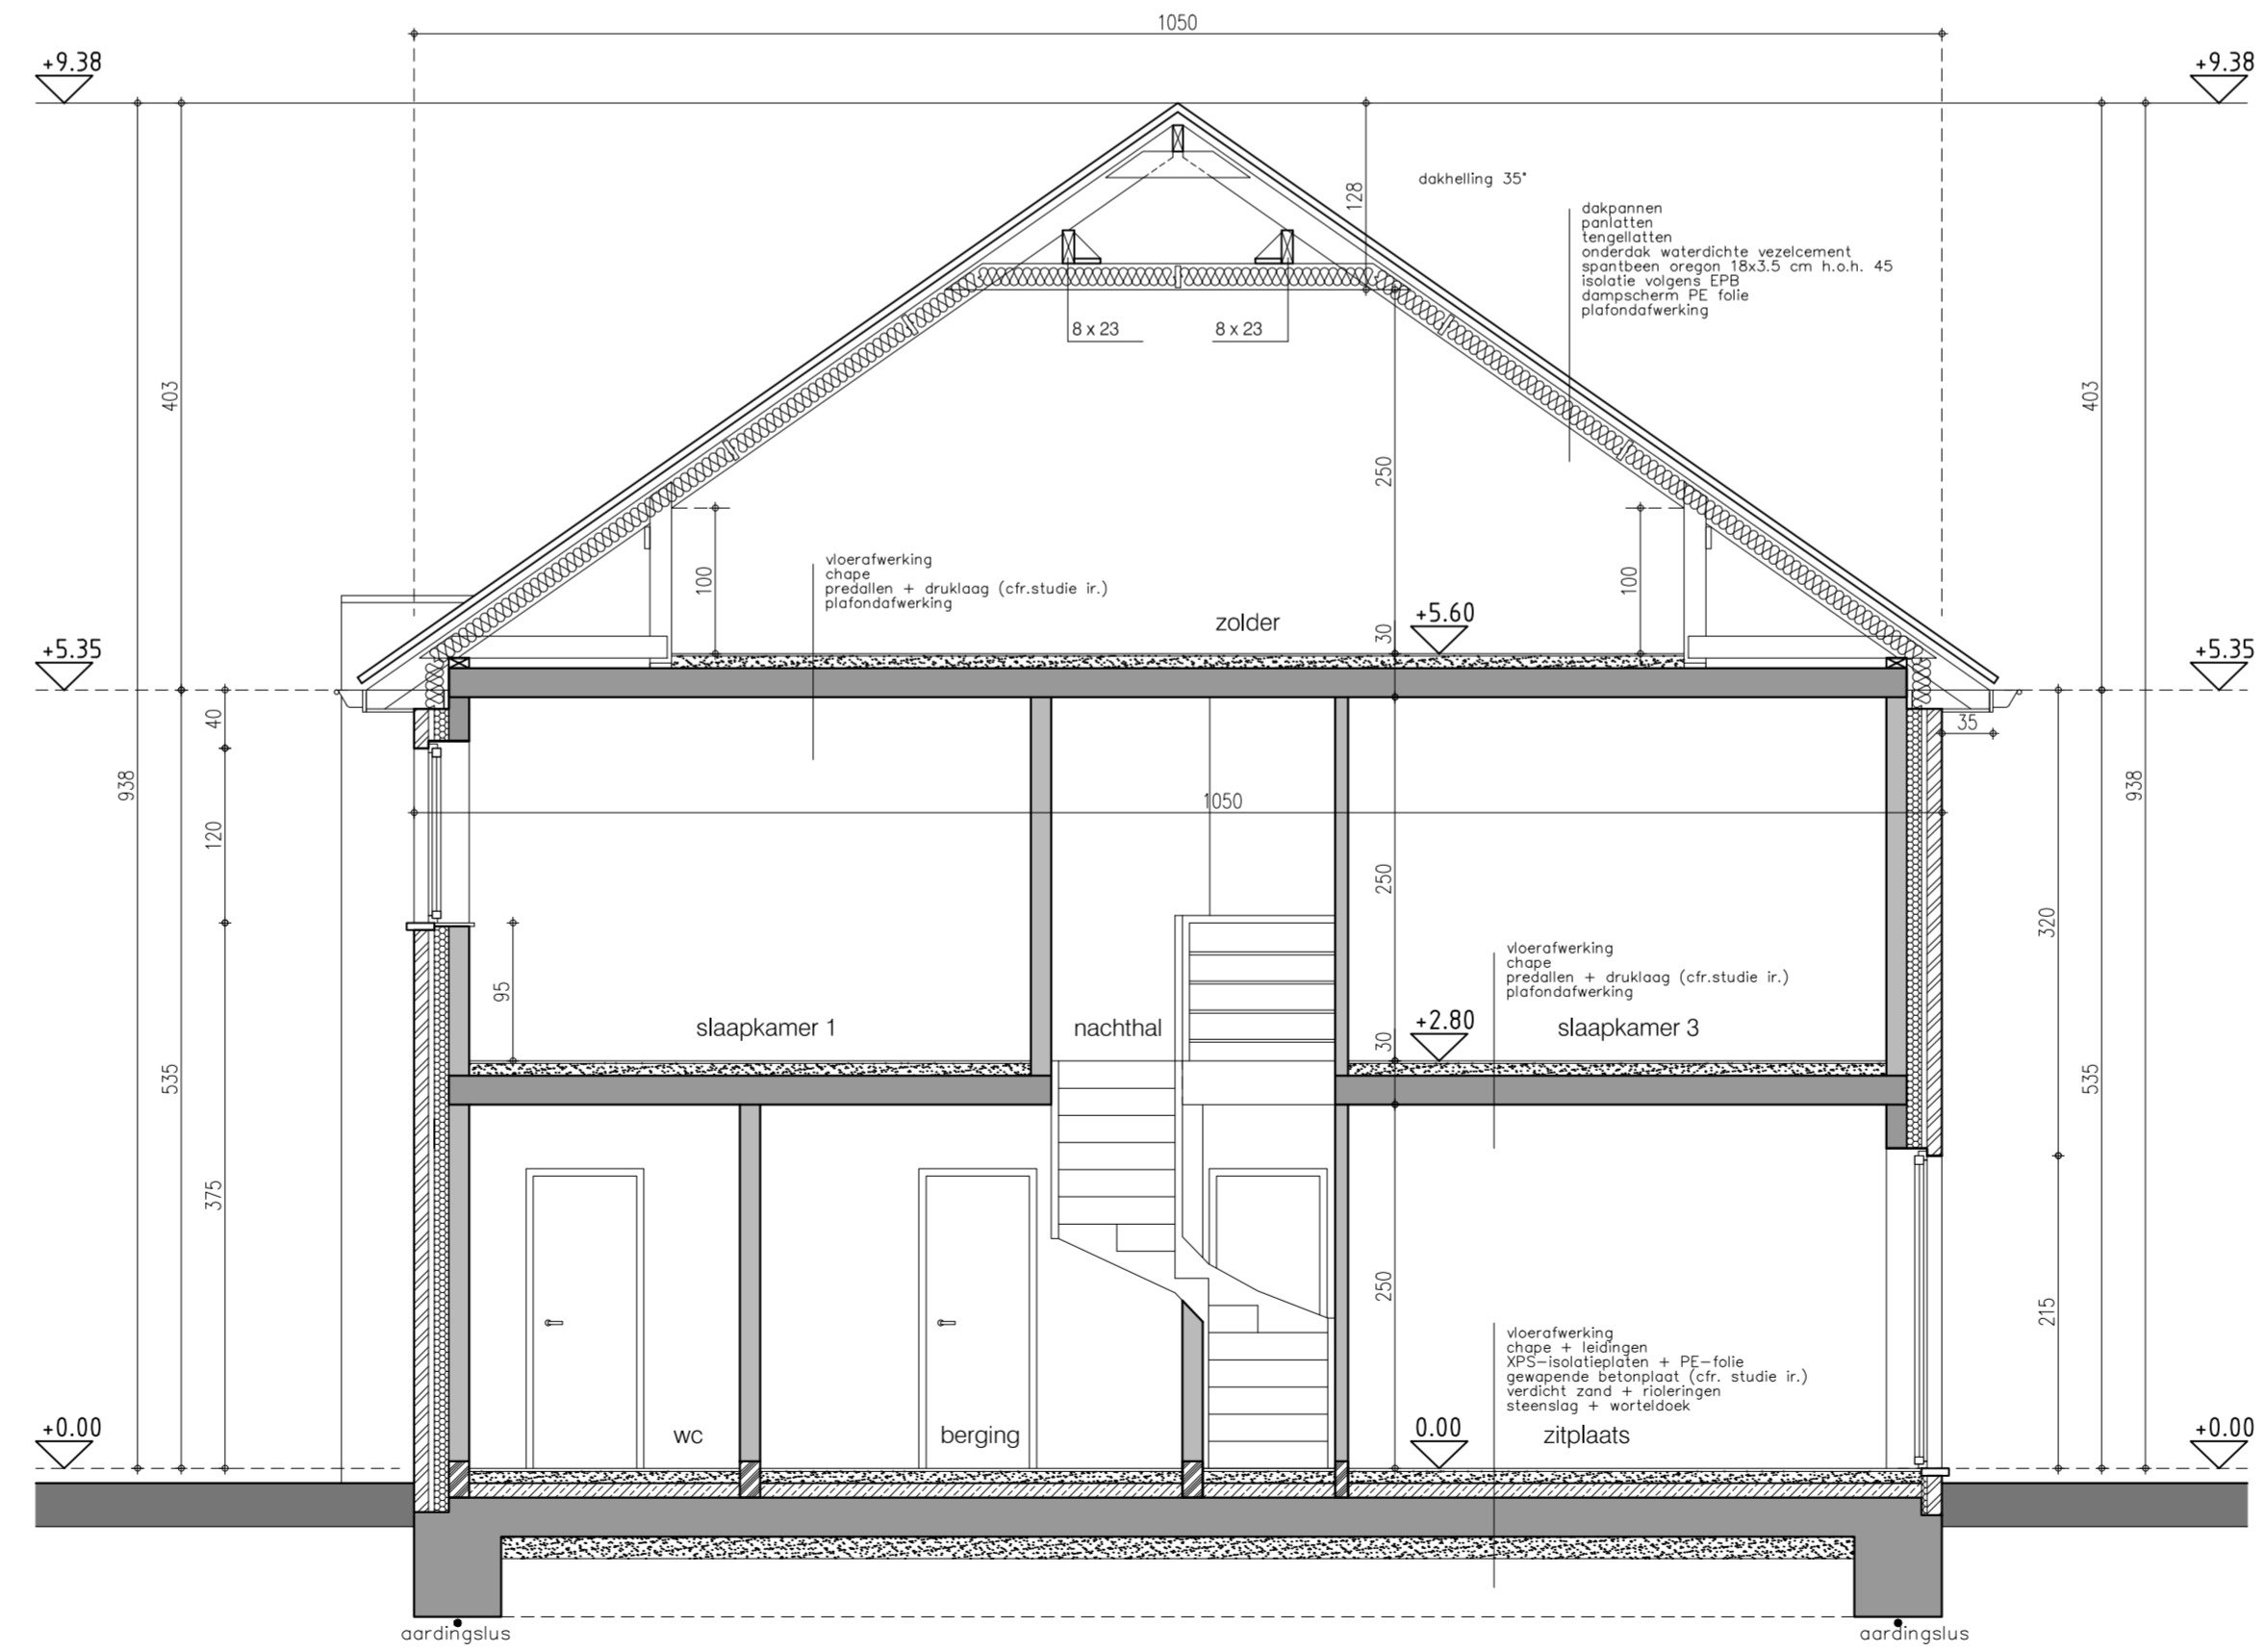 1050
+9.38
+9.38
128
dakhelling 35°
dakpannen
panlatten
tengellatten
onderdak waterdichte vezelcement
spantbeen oregon 18x3.5 cm h.o.h. 45
isolatie volgens EPB
dampscherm PE folie
plafondafwerking
8 x 23
8 x 23
403
403
250
vloerafwerking
chape
predallen + druklaag (cfr.studie ir.)
plafondafwerking
100
100
zolder
+5.60
30
+5.35
+5.35
40
35
938
938
1050
120
250
320
95
vloerafwerking
chape
predallen + druklaag (cfr.studie ir.)
plafondafwerking
slaapkamer 1
nachthal
+2.80
slaapkamer 3
30
535
535
375
250
215
vloerafwerking
chape + leidingen
XPS-isolatieplaten + PE-folie
gewapende betonplaat (cfr. studie ir.)
verdicht zand + rioleringen
steenslag + worteldoek
+0.00
wc
berging
0.00
zitplaats
+0.00
aardingslus
aardingslus